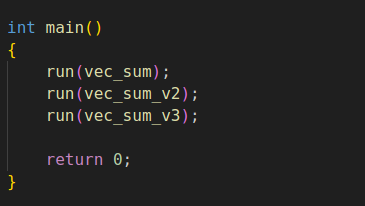 int main()
{
    run(vec_sum);
    run(vec_sum_v2);
    run(vec_sum_v3);

    return 0;
}